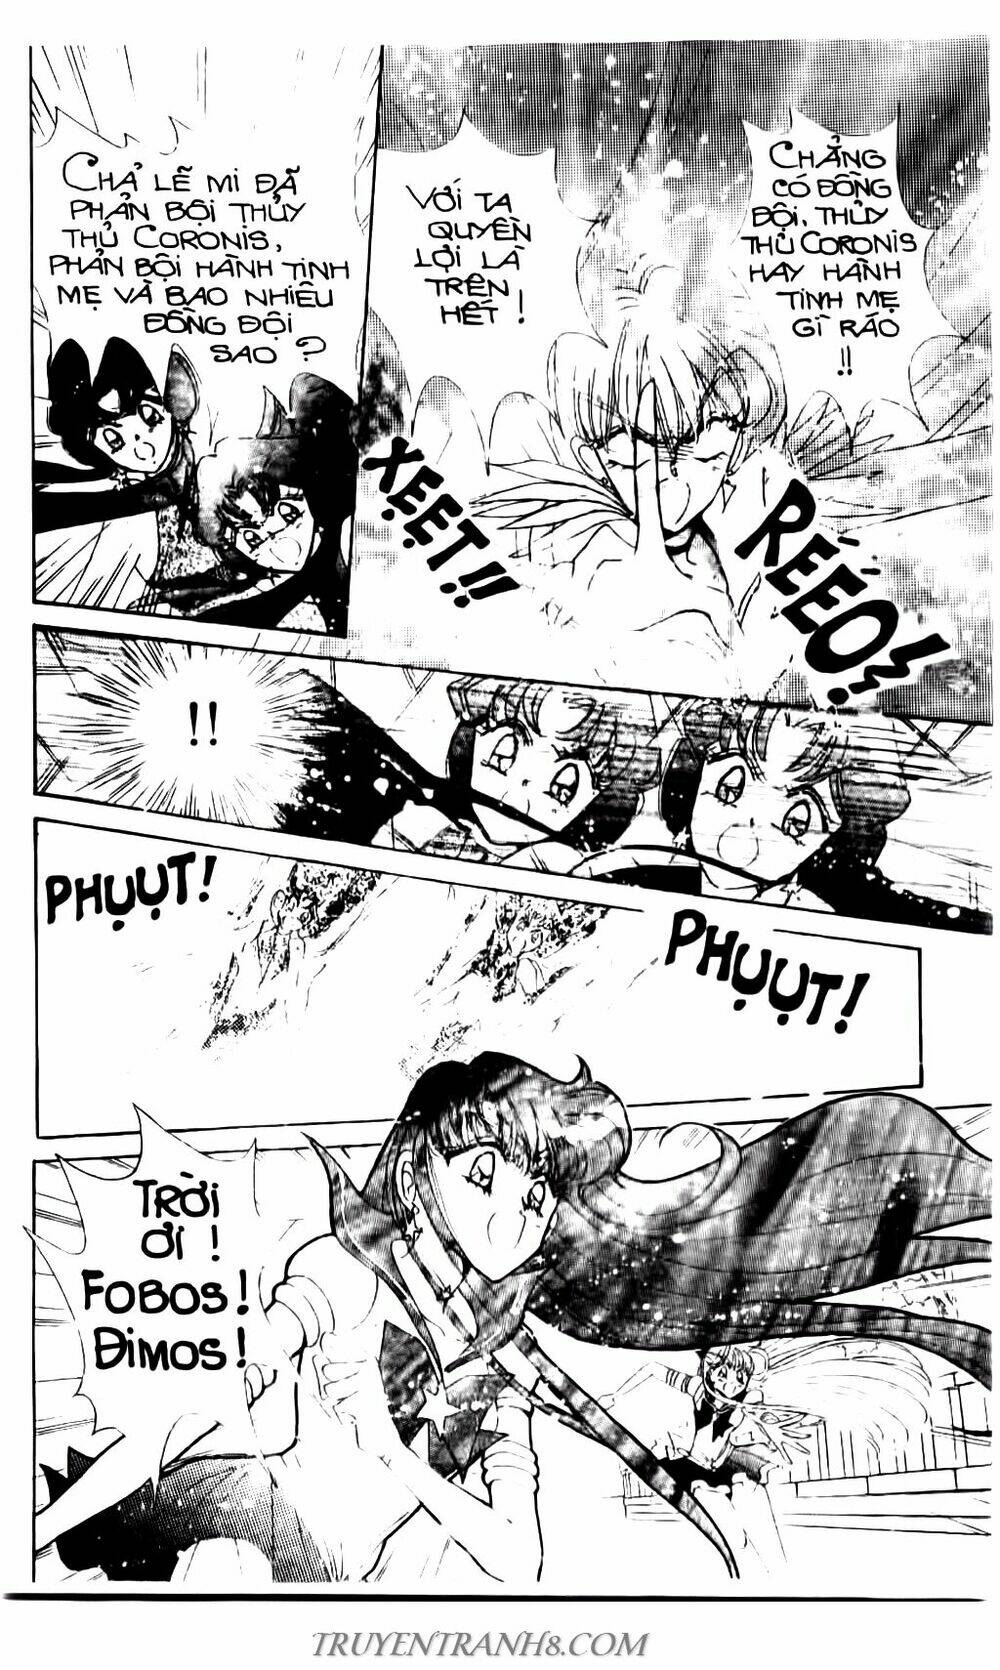 CHẢ LẼ MI ĐÃ
PHẢN BỘI THỦY
THỦ CORONIS,
PHẢN BỘI HÀNH TINH
MẸ VÀ BAO NHIÊU
ĐỒNG ĐỘI
SAO ?
VỚI TA
QUYỀN
LỢI LÀ
TRÊN
HẾT !
CHẲNG
CÓ ĐỒNG
ĐỘI, THỦY
THỦ CORONIS
HAY HÀNH
TINH MẸ
GÌ RÁO
!!
XẸẸT!!
RÉÉO!
!!
PHỤỤT!
PHỤỤT!
TRỜI
ƠI !
FOBOS!
ĐIMOS!
TRUYENTRANH8.COM